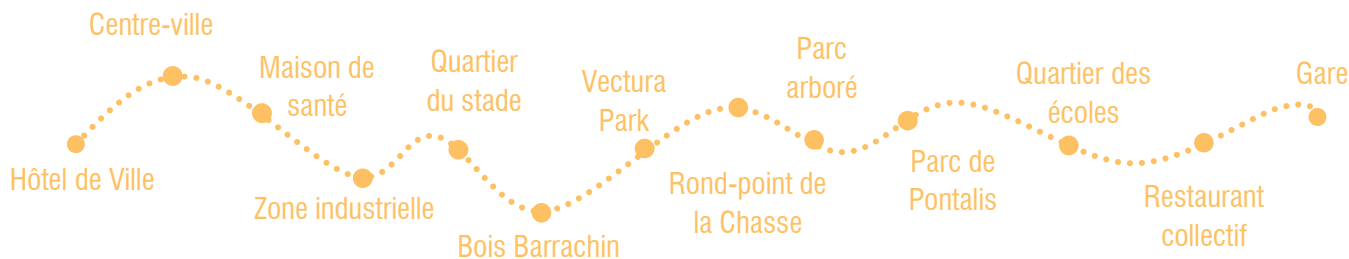 Hôtel de Ville
Centre-ville
Maison de
santé
Zone industrielle
Quartier
du stade
Bois Barrachin
Vectura
Park
Rond-point de
la Chasse
Parc
arboré
Parc de
Pontalis
Quartier des
écoles
Restaurant
collectif
Gare